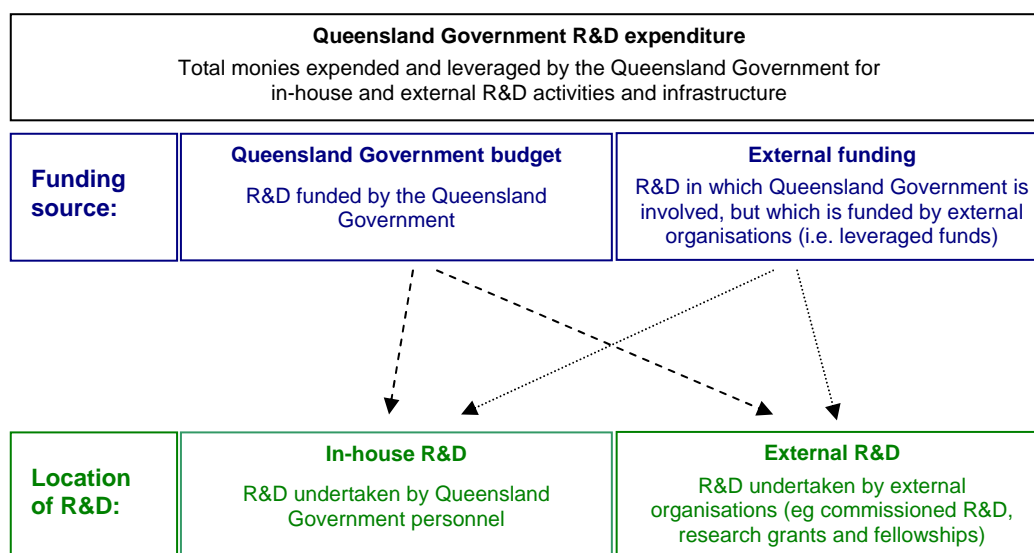 Queensland Government R&D expenditure
Total monies expended and leveraged by the Queensland Government for
in-house and external R&D activities and infrastructure
Funding
source:
Queensland Government budget
R&D funded by the Queensland
Government
External funding
R&D in which Queensland Government is
involved, but which is funded by external
organisations (i.e. leveraged funds)
Location
of R&D:
In-house R&D
R&D undertaken by Queensland
Government personnel
External R&D
R&D undertaken by external
organisations (eg commissioned R&D,
research grants and fellowships)